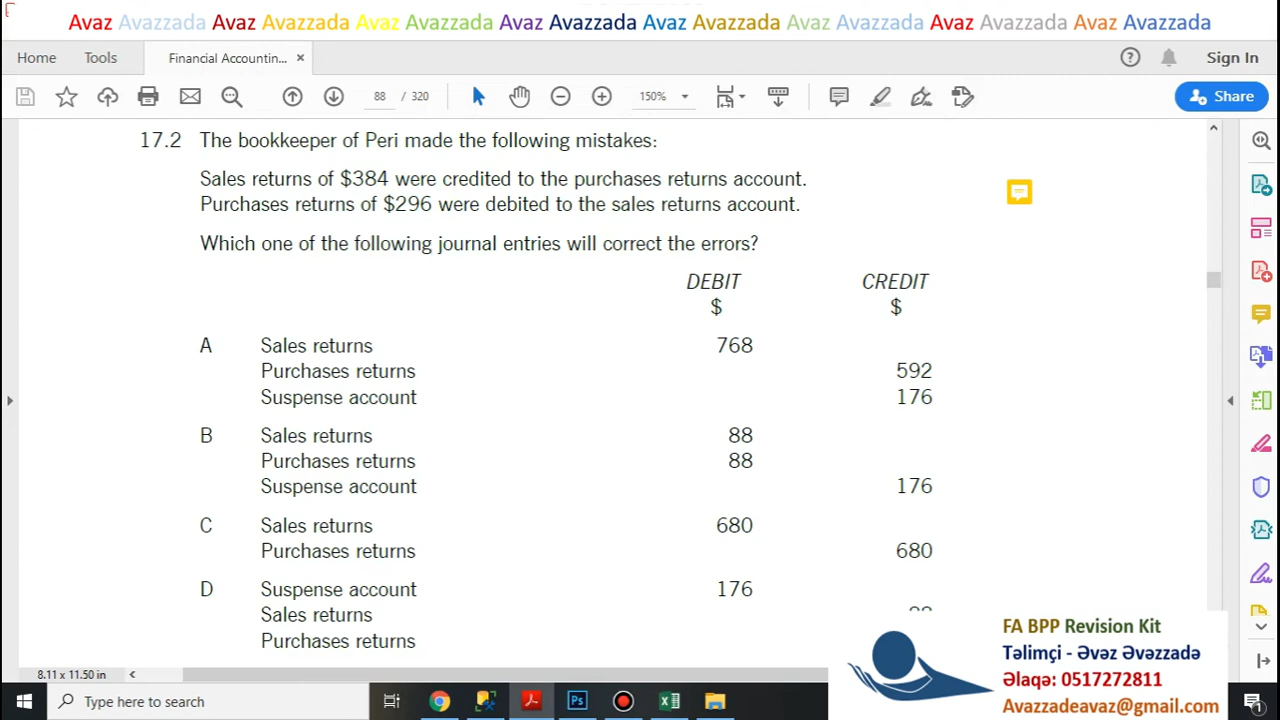 Avaz Avazzada Avaz Avazzada Avaz Avazzada Avaz Avazzada Avaz Avazzada Avaz Avazzada Avaz Avazzada Avaz Avazzada
Home Tools Financial Accountin... × Sign In
88 / 320 150% Share
17.2 The bookkeeper of Peri made the following mistakes:
Sales returns of $384 were credited to the purchases returns account.
Purchases returns of $296 were debited to the sales returns account.
Which one of the following journal entries will correct the errors?
DEBIT CREDIT
$ $
A Sales returns 768
Purchases returns 592
Suspense account 176
B Sales returns 88
Purchases returns 88
Suspense account 176
C Sales returns 680
Purchases returns 680
D Suspense account 176
Sales returns
Purchases returns
FA BPP Revision Kit
Təlimçi - Əvəz Əvəzzadə
Əlaqə: 0517272811
Avazzadeavaz@gmail.com
8.11 x 11.50 in
Type here to search